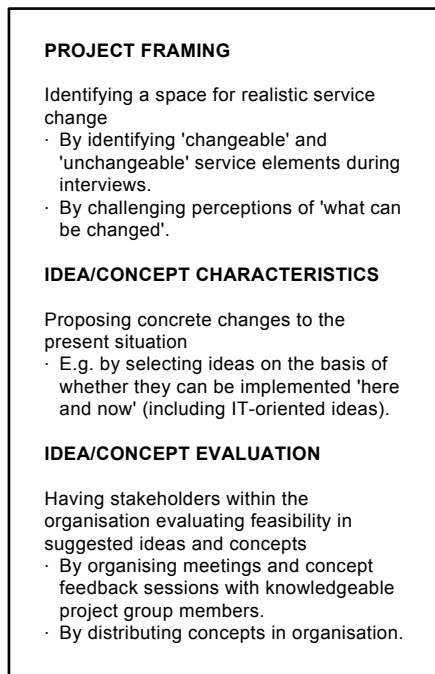 PROJECT FRAMING
Identifying a space for realistic service
change
· By identifying 'changeable' and
'unchangeable' service elements during
interviews.
· By challenging perceptions of 'what can
be changed'.
IDEA/CONCEPT CHARACTERISTICS
Proposing concrete changes to the
present situation
· E.g. by selecting ideas on the basis of
whether they can be implemented 'here
and now' (including IT-oriented ideas).
IDEA/CONCEPT EVALUATION
Having stakeholders within the
organisation evaluating feasibility in
suggested ideas and concepts
· By organising meetings and concept
feedback sessions with knowledgeable
project group members.
· By distributing concepts in organisation.